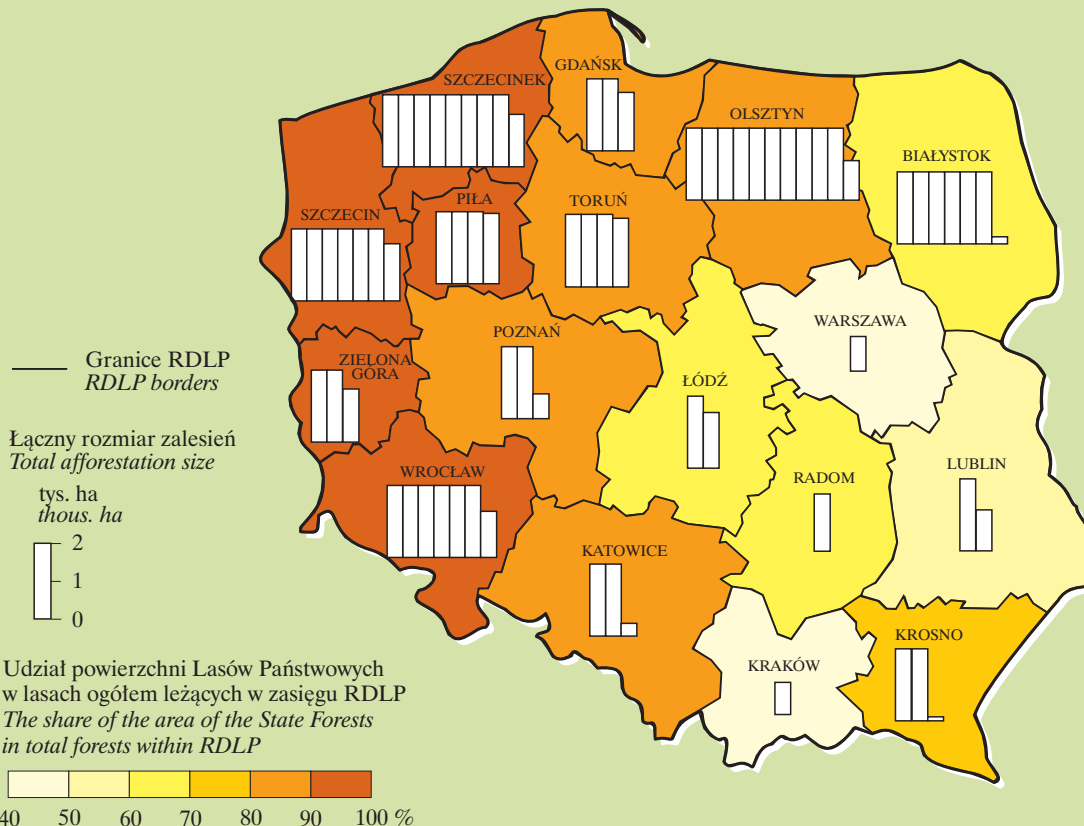 GDAŃSK
SZCZECINEK
OLSZTYN
BIAŁYSTOK
PIŁA
TORUŃ
SZCZECIN
WARSZAWA
POZNAŃ
ZIELONA
GÓRA
ŁÓDŹ
WROCŁAW
RADOM
LUBLIN
KATOWICE
KROSNO
KRAKÓW
Granice RDLP
RDLP borders
Łączny rozmiar zalesień
Total afforestation size
tys. ha
thous. ha
2
1
0
Udział powierzchni Lasów Państwowych
w lasach ogółem leżących w zasięgu RDLP
The share of the area of the State Forests
in total forests within RDLP
40 50 60 70 80 90 100 %